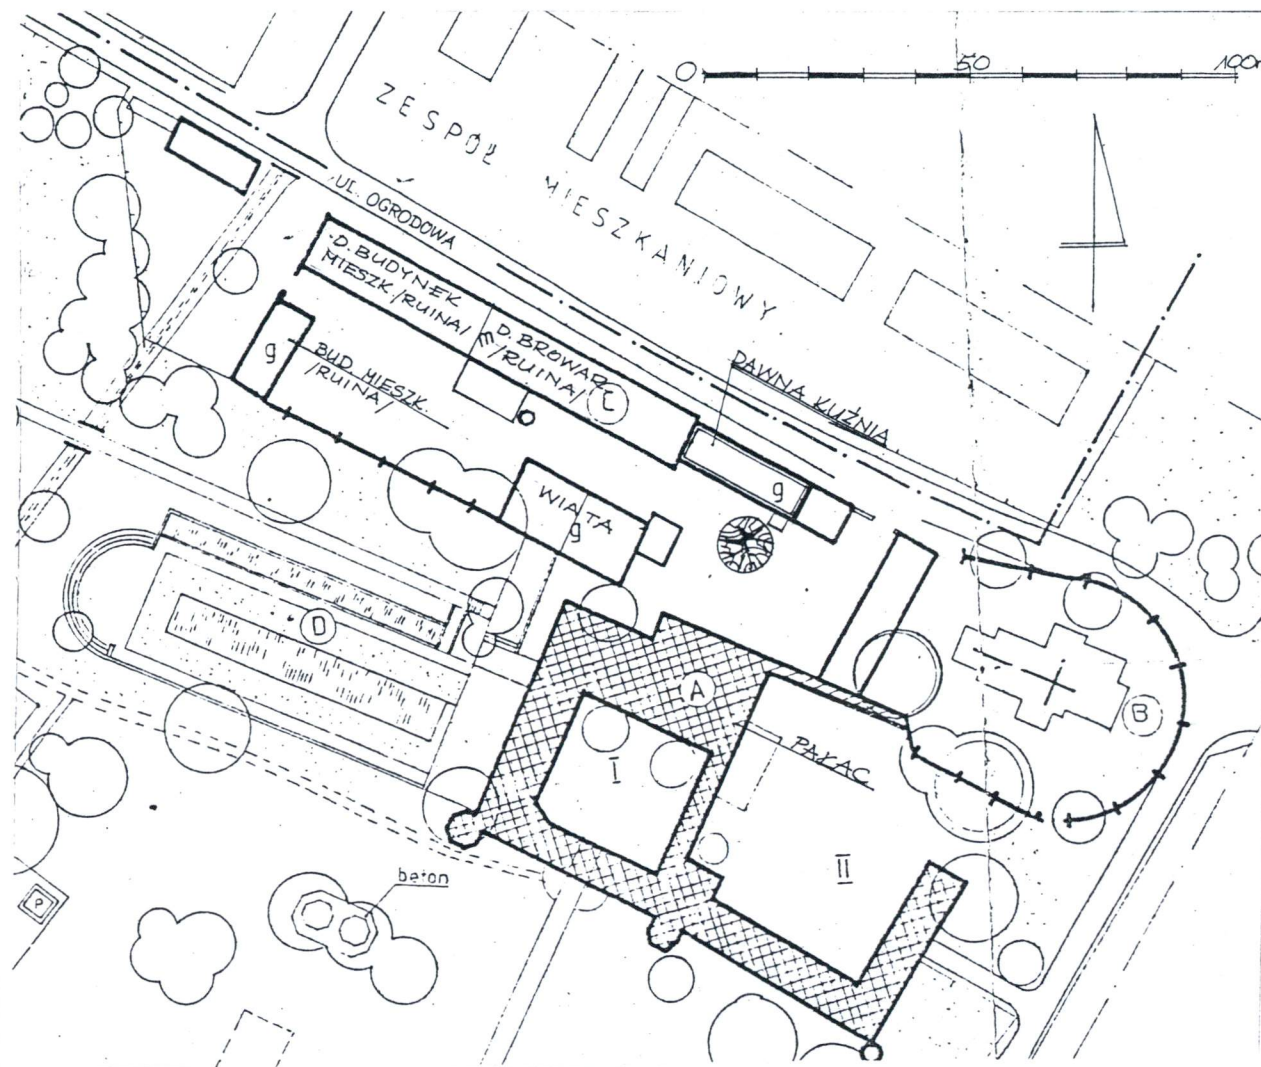 0 50 100m
ZESPÓŁ MIESZKANIOWY
UL. OGRODOWA
D. BUDYNEK
MIESZK /RUINA/
m
D. BROWAR
/RUINA/
C
g
BUD. MIESZK.
/RUINA/
DAWNA KUŹNIA
g
WIATA
g
D
A
B
PAŁAC
I
II
beton
P